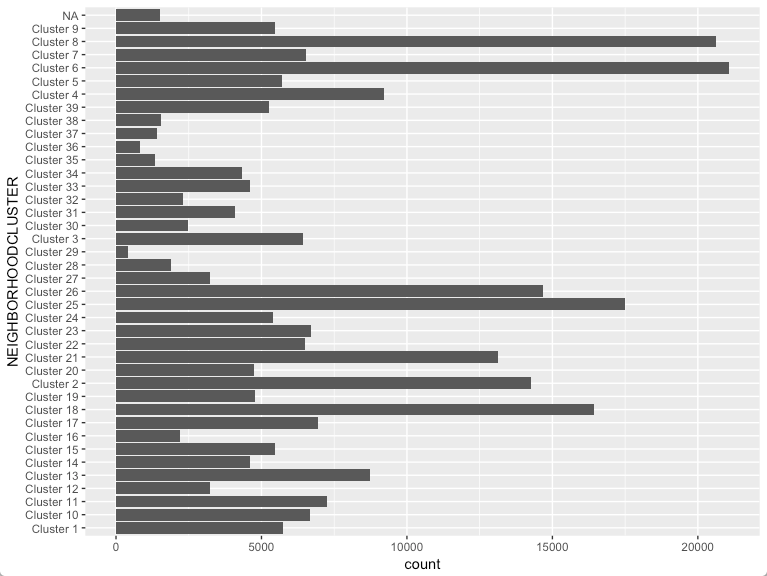 NEIGHBORHOODCLUSTER
NA
Cluster 9
Cluster 8
Cluster 7
Cluster 6
Cluster 5
Cluster 4
Cluster 39
Cluster 38
Cluster 37
Cluster 36
Cluster 35
Cluster 34
Cluster 33
Cluster 32
Cluster 31
Cluster 30
Cluster 3
Cluster 29
Cluster 28
Cluster 27
Cluster 26
Cluster 25
Cluster 24
Cluster 23
Cluster 22
Cluster 21
Cluster 20
Cluster 2
Cluster 19
Cluster 18
Cluster 17
Cluster 16
Cluster 15
Cluster 14
Cluster 13
Cluster 12
Cluster 11
Cluster 10
Cluster 1
0 5000 10000 15000 20000
count